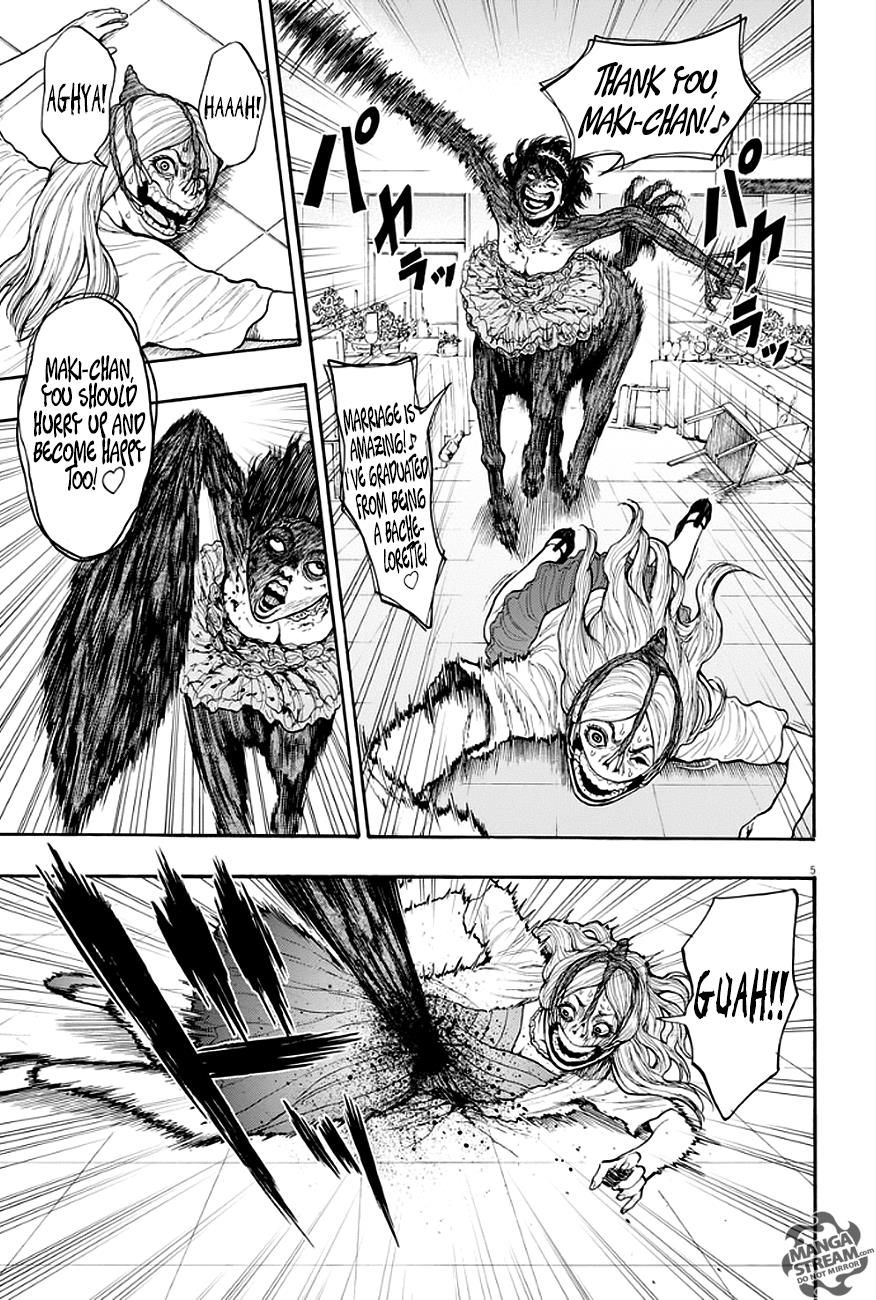 THANK YOU,
MAKI-CHAN!♪
パカラッ
パカラッ
MARRIAGE IS
AMAZING!♪
I'VE GRADUATED
FROM BEING
A BACHE-
LORETTE!
♡
HAAAH!
AGHYA!
MAKI-CHAN,
YOU SHOULD
HURRY UP AND
BECOME HAPPY
TOO! ♡
5
GUAH!!
MANGA
STREAM.com
DO NOT MIRROR